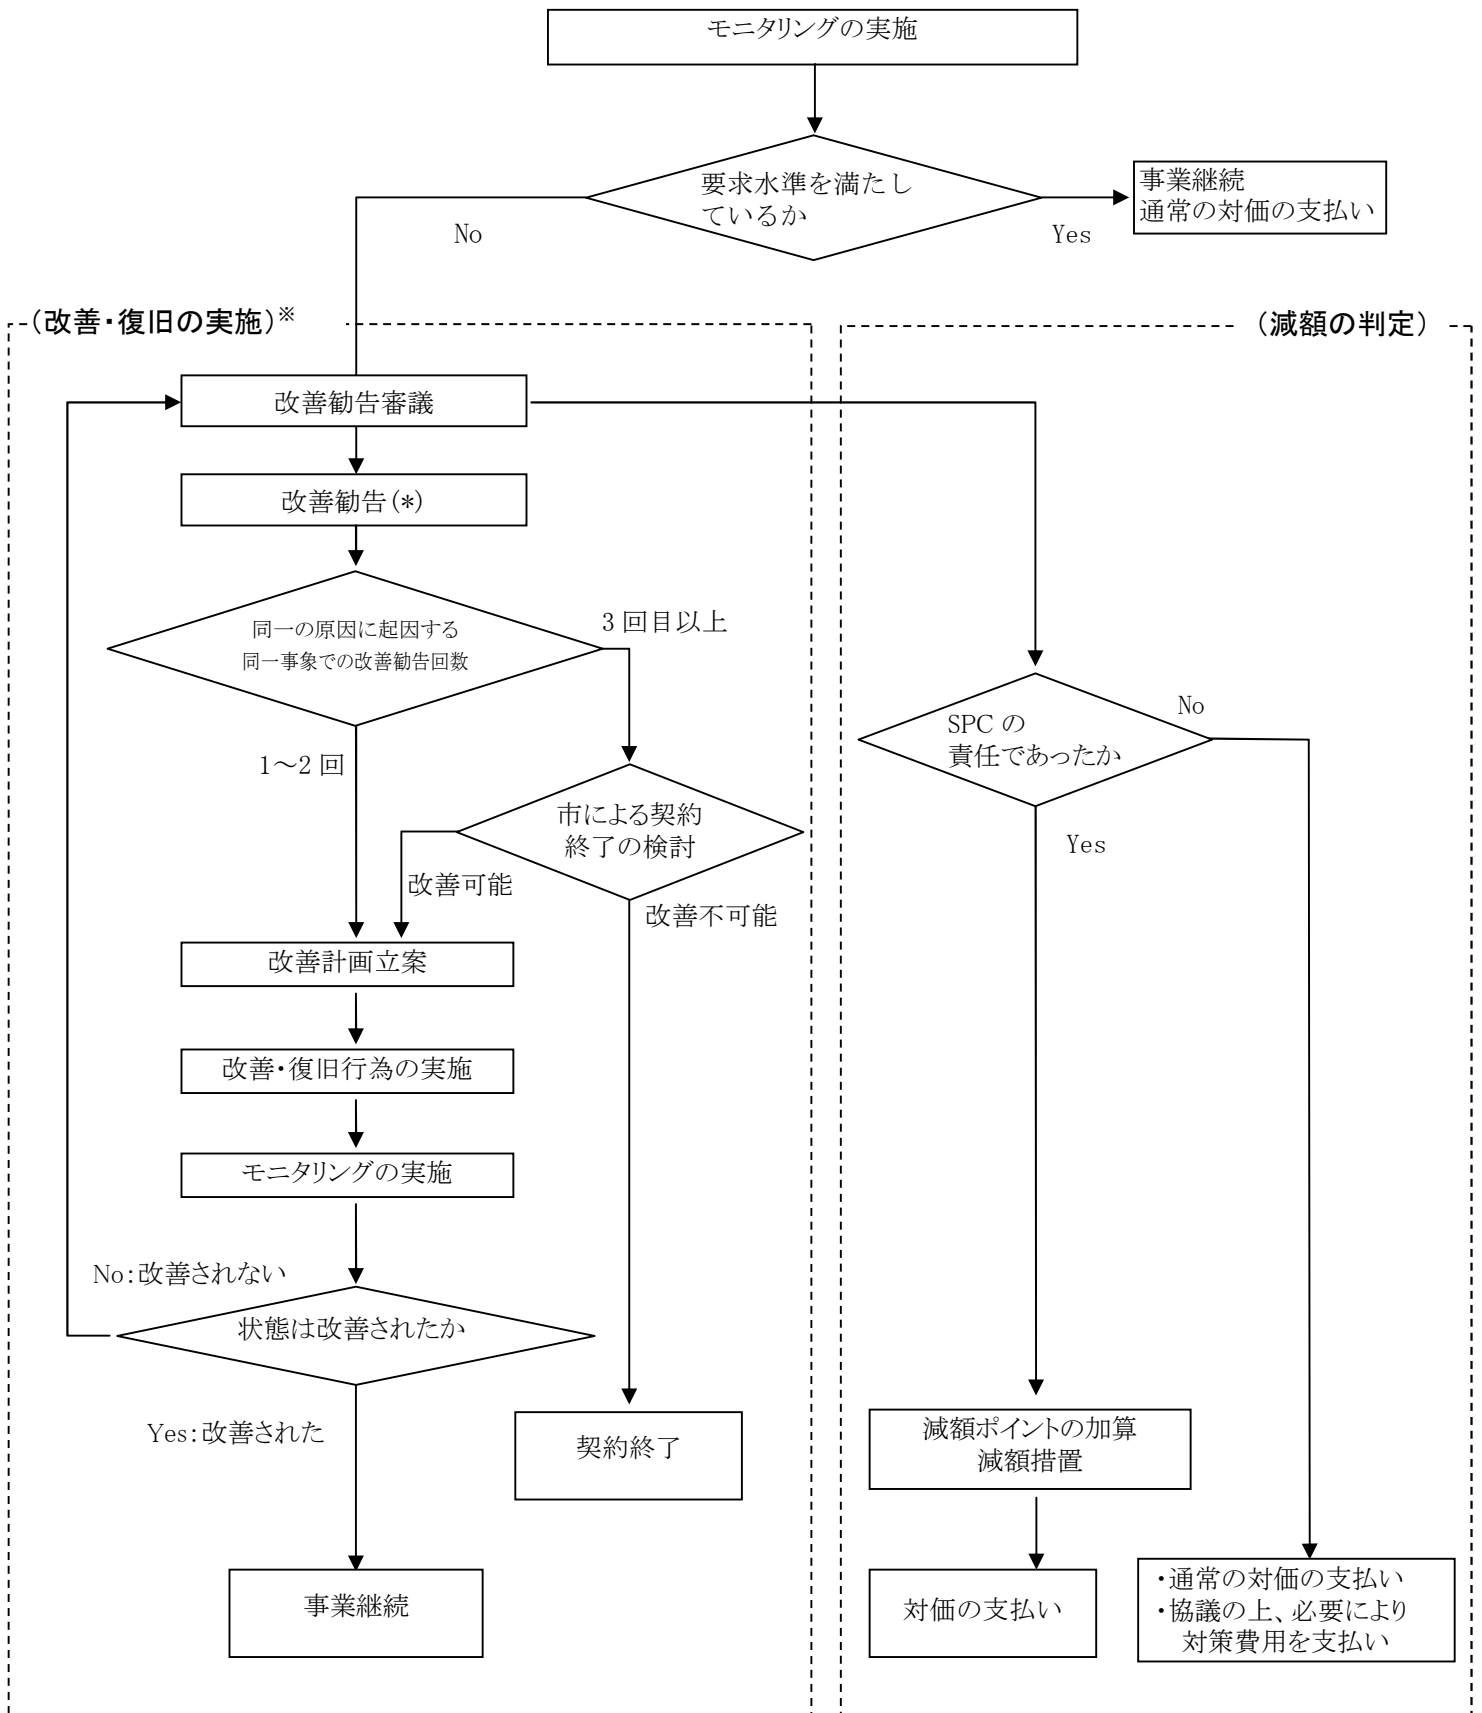 モニタリングの実施
要求水準を満たし
ているか
事業継続
通常の対価の支払い
No
Yes
(改善・復旧の実施)※
(減額の判定)
改善勧告審議
改善勧告(*)
同一の原因に起因する
同一事象での改善勧告回数
3 回目以上
1～2 回
市による契約
終了の検討
改善可能
改善不可能
改善計画立案
改善・復旧行為の実施
モニタリングの実施
No:改善されない
状態は改善されたか
Yes:改善された
契約終了
事業継続
SPC の
責任であったか
No
Yes
減額ポイントの加算
減額措置
対価の支払い
・通常の対価の支払い
・協議の上、必要により
対策費用を支払い